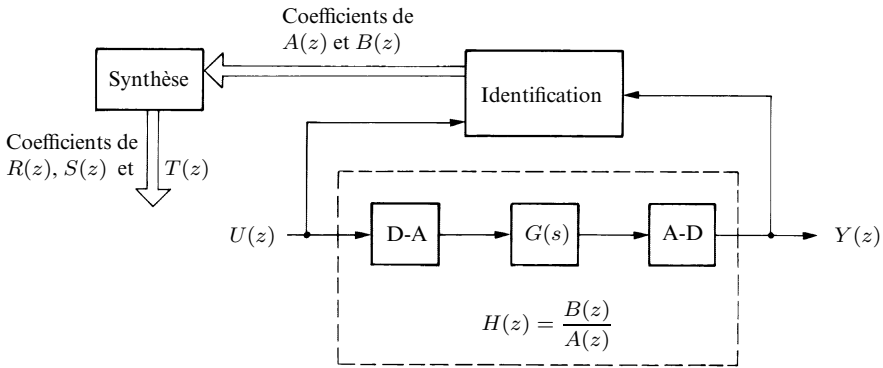 Coefficients de
A(z) et B(z)
Synthèse
Identification
Coefficients de
R(z), S(z) et T(z)
U(z)
D-A
G(s)
A-D
Y(z)
H(z) = B(z)/A(z)